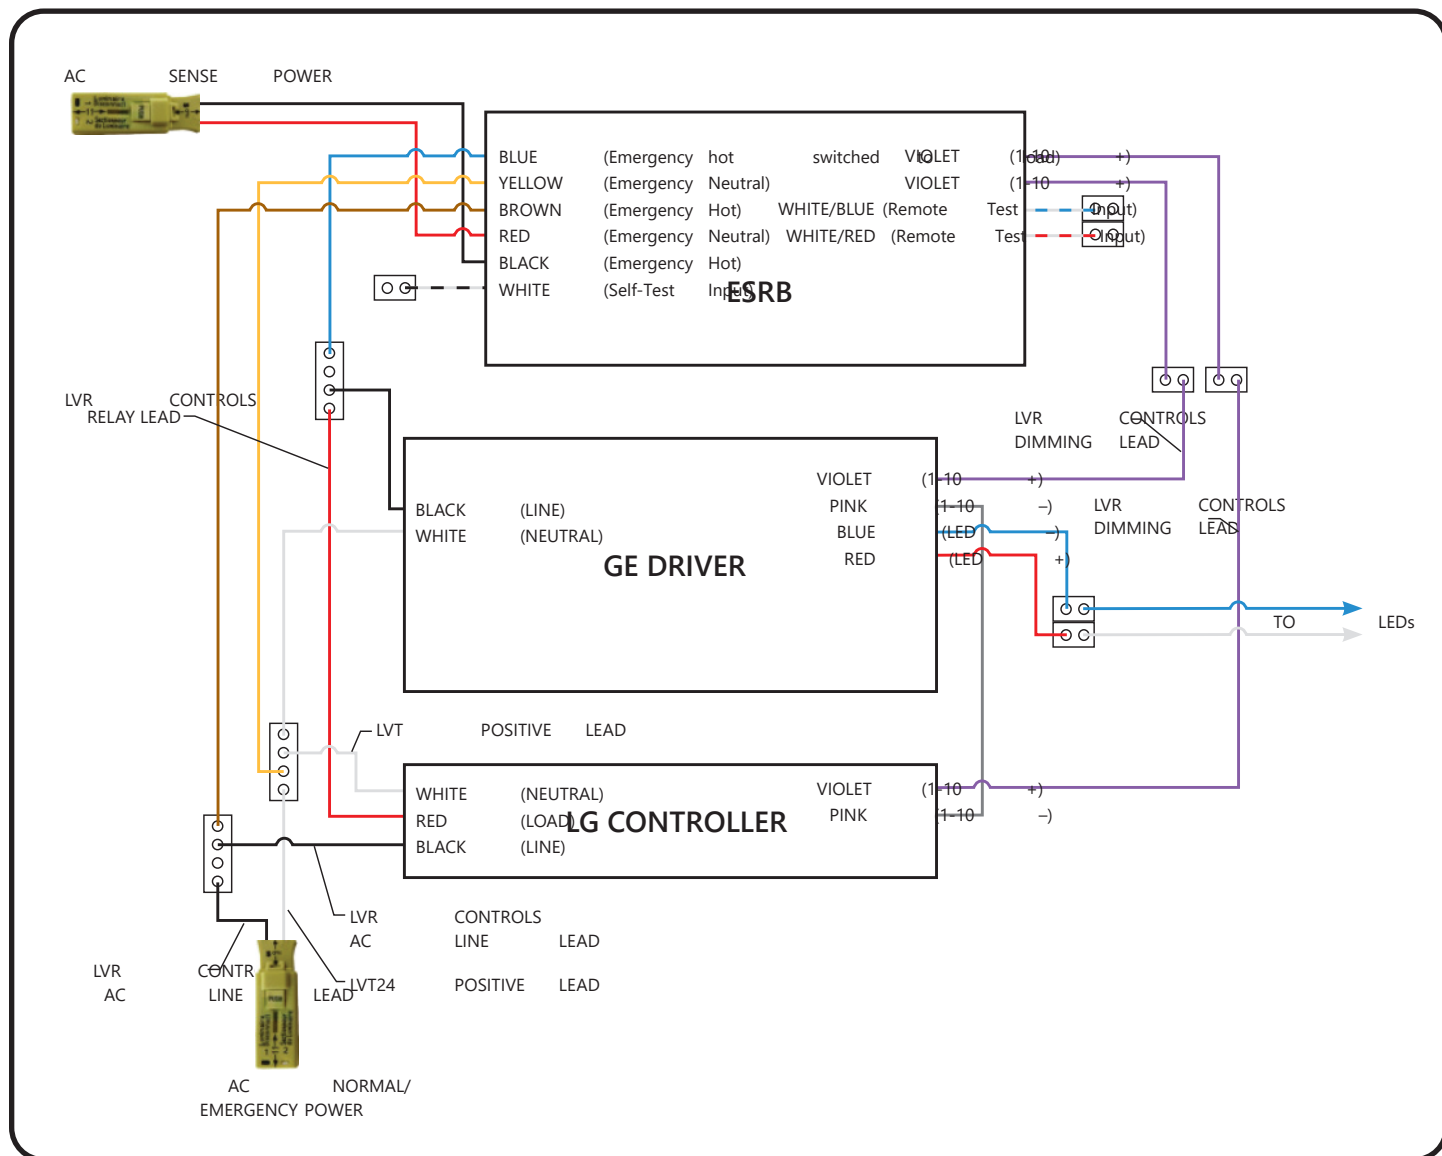 AC SENSE POWER
BLUE (Emergency hot switched to load)
VIOLET (1-10 +)
YELLOW (Emergency Neutral)
VIOLET (1-10 +)
BROWN (Emergency Hot)
WHITE/BLUE (Remote Test Input)
RED (Emergency Neutral)
WHITE/RED (Remote Test Input)
BLACK (Emergency Hot)
WHITE (Self-Test Input)
ESRB
LVR CONTROLS
RELAY LEAD
LVR CONTROLS
DIMMING LEAD
VIOLET (1-10 +)
BLACK (LINE)
PINK (1-10 –)
WHITE (NEUTRAL)
BLUE (LED –)
RED (LED +)
GE DRIVER
LVR CONTROLS
DIMMING LEAD
TO LEDs
LVT POSITIVE LEAD
WHITE (NEUTRAL)
VIOLET (1-10 +)
RED (LOAD)
PINK (1-10 –)
BLACK (LINE)
LG CONTROLLER
LVR CONTROLS
AC LINE LEAD
LVR CONTR
AC LINE LEAD
LVT24 POSITIVE LEAD
AC NORMAL/
EMERGENCY POWER